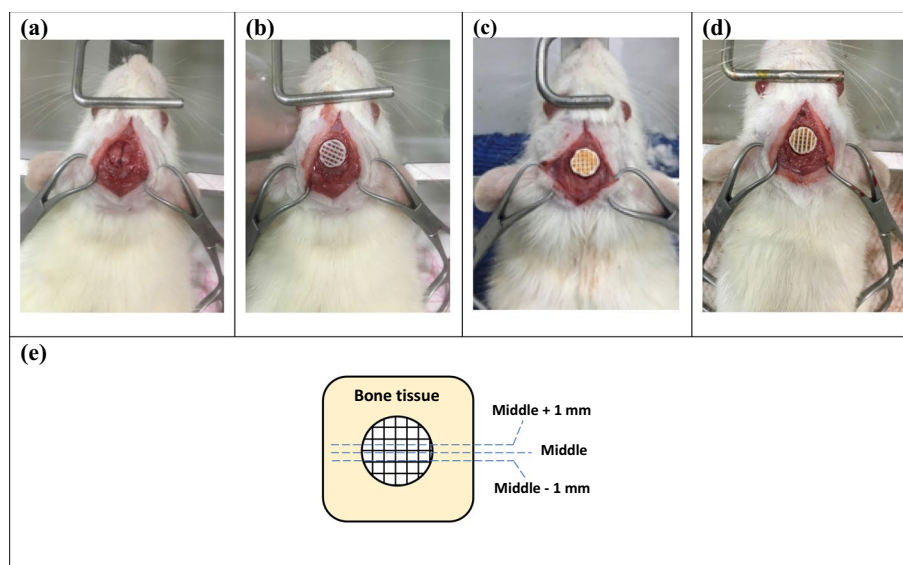 (a)
(b)
(c)
(d)
(e)
Bone tissue
Middle + 1 mm
Middle
Middle - 1 mm